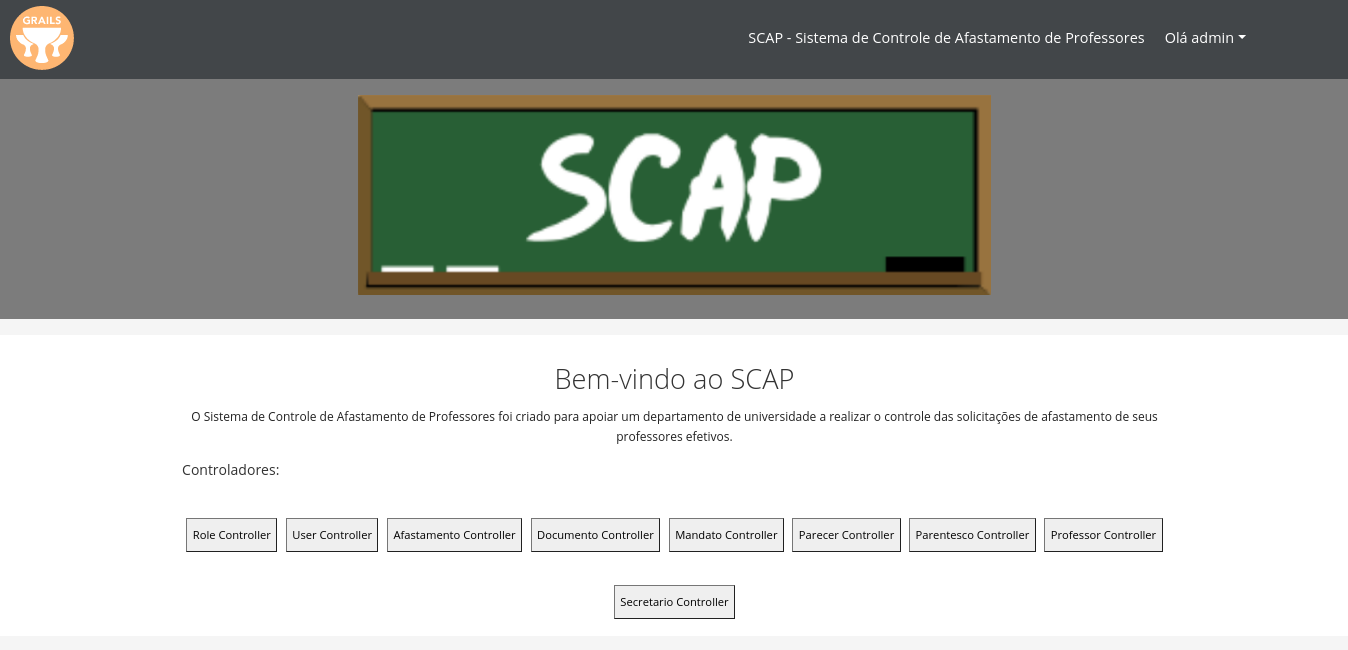 GRAILS
SCAP - Sistema de Controle de Afastamento de Professores
Olá admin
SCAP
Bem-vindo ao SCAP
O Sistema de Controle de Afastamento de Professores foi criado para apoiar um departamento de universidade a realizar o controle das solicitações de afastamento de seus
professores efetivos.
Controladores:
Role Controller
User Controller
Afastamento Controller
Documento Controller
Mandato Controller
Parecer Controller
Parentesco Controller
Professor Controller
Secretario Controller